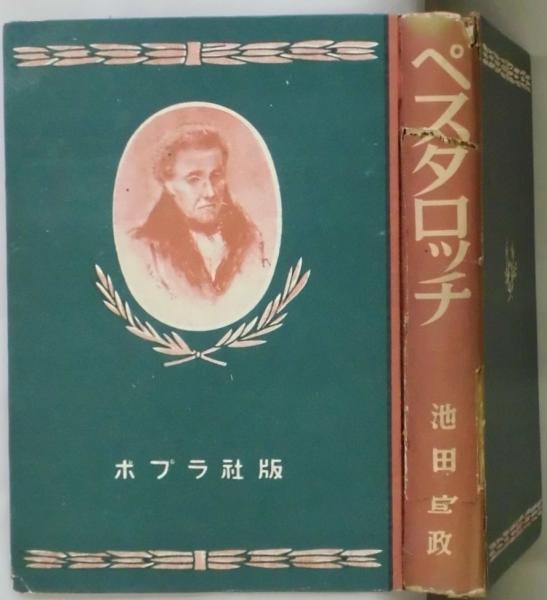 ポプラ社版
ペスタロッチ
池田宣政